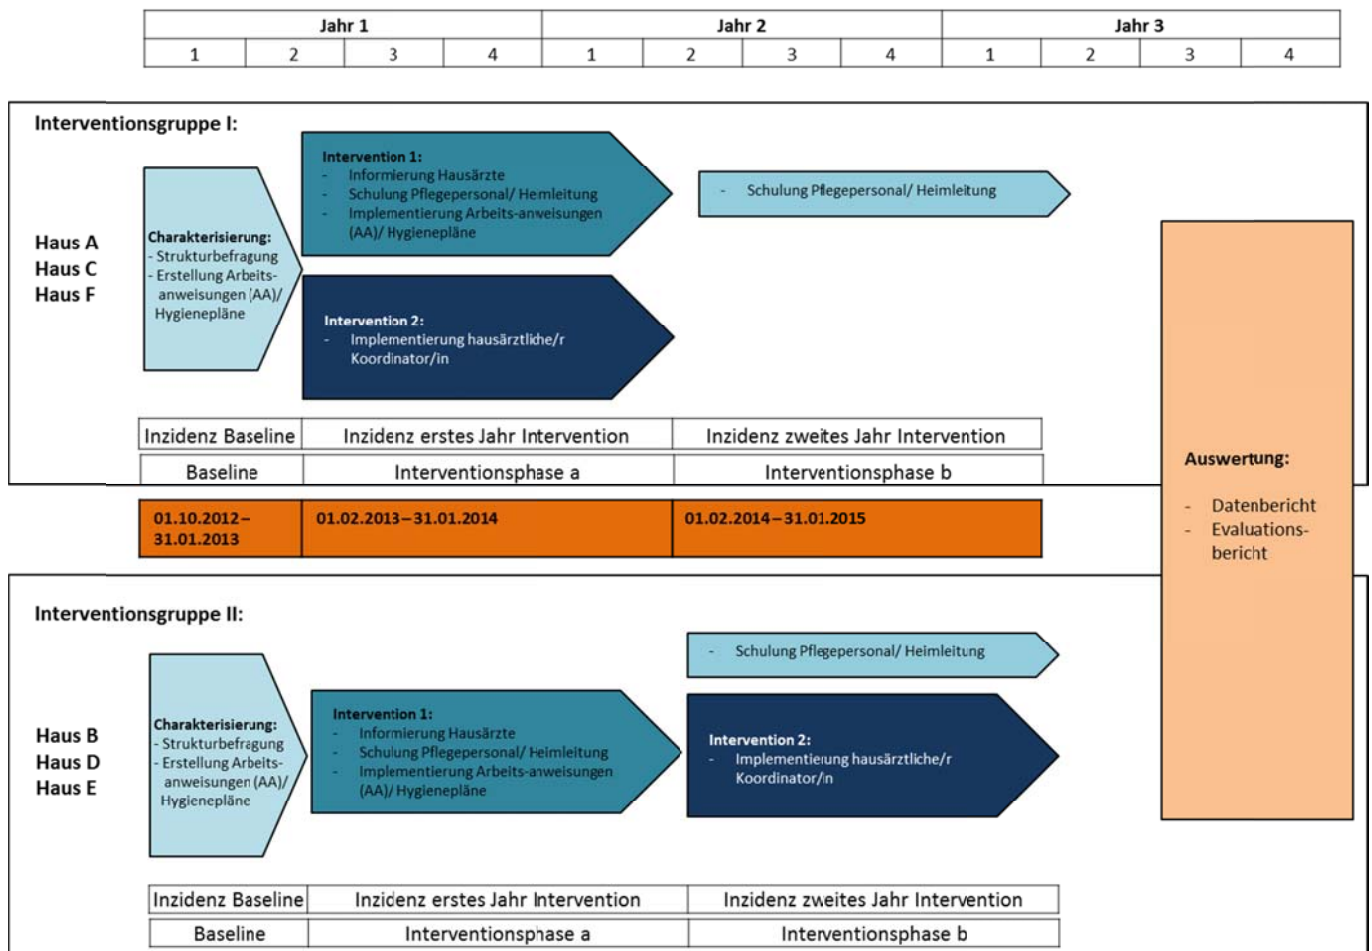 Jahr 1 Jahr 2 Jahr 3
1 2 3 4 1 2 3 4 1 2 3 4
Interventionsgruppe I:
Haus A
Haus C
Haus F
Charakterisierung:
- Strukturbefragung
- Erstellung Arbeits-
anweisungen (AA)/
Hygienepläne
Intervention 1:
- Informierung Hausärzte
- Schulung Pflegepersonal/ Hemleitung
- Implementierung Arbeits-anweisungen
(AA)/ Hygienepläne
Intervention 2:
- Implementierung hausärztliche/r
Koordinator/in
- Schulung Pflegepersonal/ Heimleitung
Inzidenz Baseline Inzidenz erstes Jahr Intervention Inzidenz zweites Jahr Intervention
Baseline Interventionsphase a Interventionsphase b
01.10.2012–
31.01.2013
01.02.2013–31.01.2014
01.02.2014–31.01.2015
Auswertung:
- Datenbericht
- Evaluations-
bericht
Interventionsgruppe II:
Haus B
Haus D
Haus E
Charakterisierung:
- Strukturbefragung
- Erstellung Arbeits-
anweisungen (AA)/
Hygienepläne
Intervention 1:
- Informierung Hausärzte
- Schulung Pflegepersonal/ Heimleitung
- Implementierung Arbeits-anweisungen
(AA)/ Hygienepläne
- Schulung Pflegepersonal/ Heimleitung
Intervention 2:
- Implementierung hausärztliche/r
Koordinator/in
Inzidenz Baseline Inzidenz erstes Jahr Intervention Inzidenz zweites Jahr Intervention
Baseline Interventionsphase a Interventionsphase b